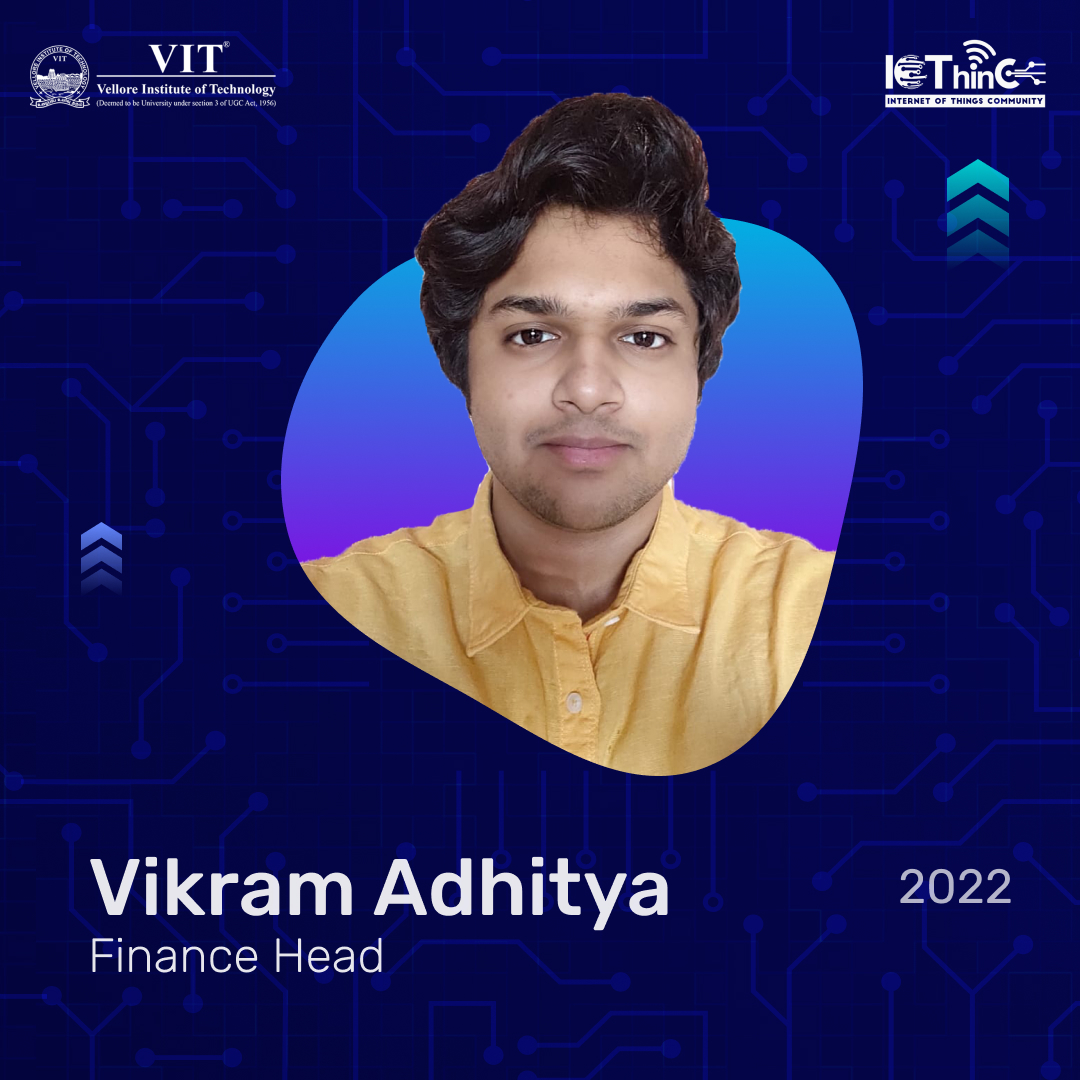 VIT
VIT®
Vellore Institute of Technology
(Deemed to be University under section 3 of UGC Act, 1956)
IoThinC
INTERNET OF THINGS COMMUNITY
Vikram Adhitya
2022
Finance Head